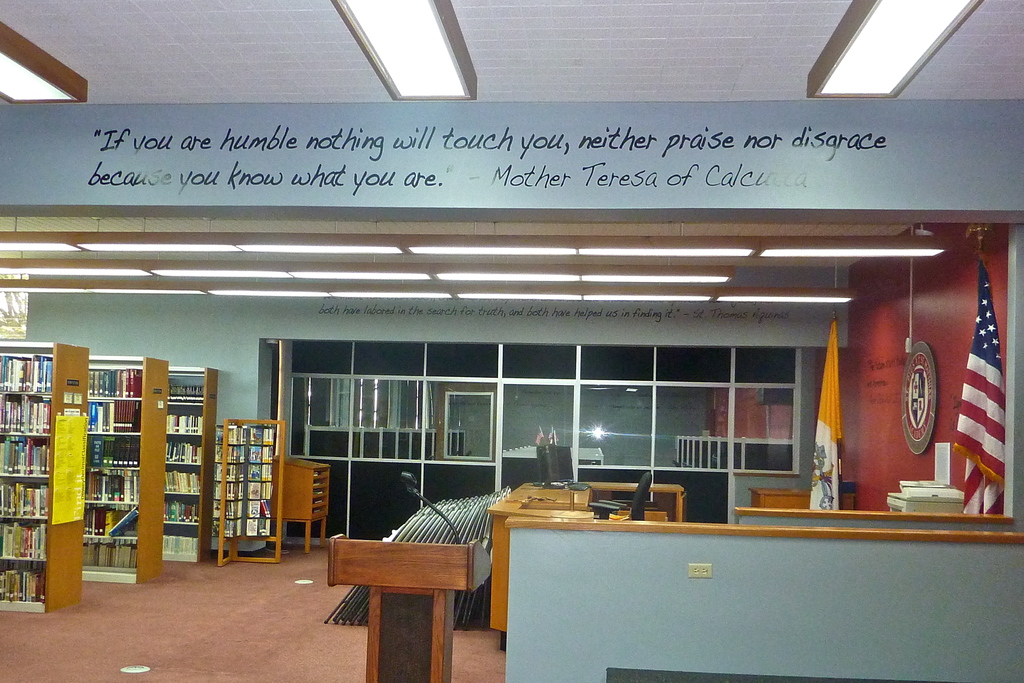 "If you are humble nothing will touch you, neither praise nor disgrace
because you know what you are." - Mother Teresa of Calcutta
both have labored in the search for truth, and both have helped us in finding it." - St. Thomas Aquinas